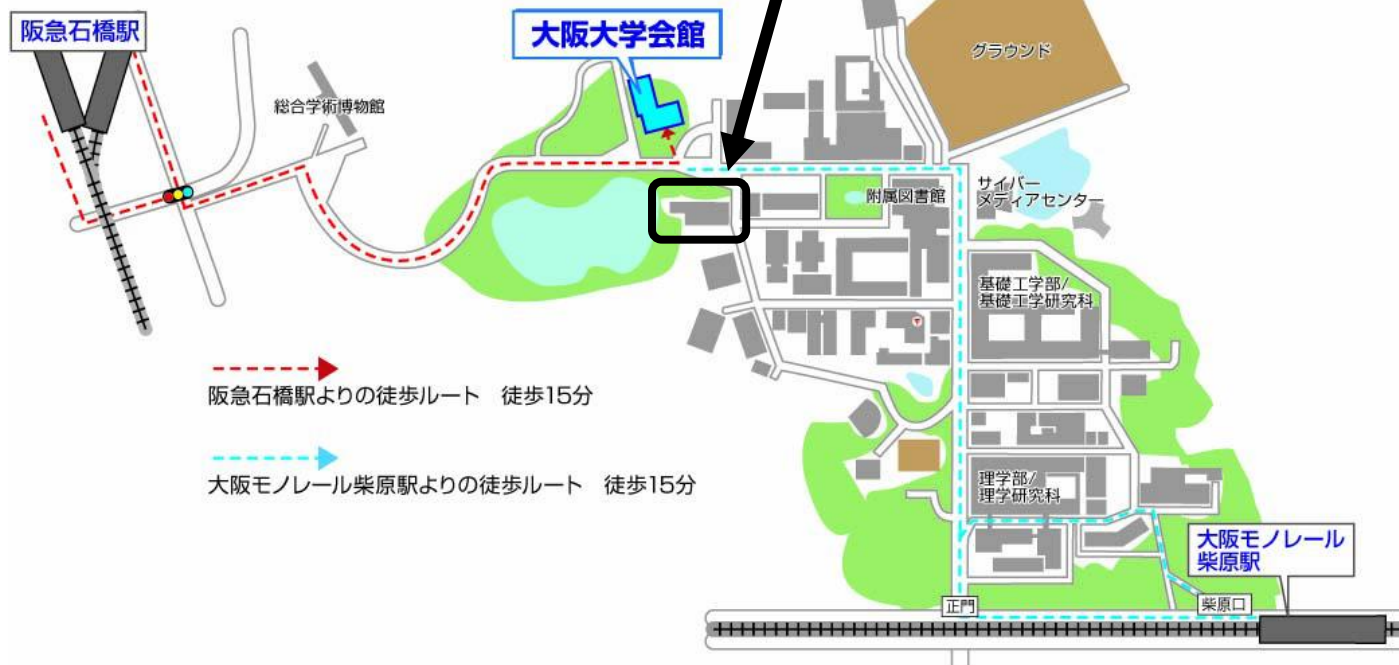 阪急石橋駅
大阪大学会館
グラウンド
総合学術博物館
附属図書館
サイバー
メディアセンター
基礎工学部/
基礎工学研究科
阪急石橋駅よりの徒歩ルート 徒歩15分
大阪モノレール柴原駅よりの徒歩ルート 徒歩15分
理学部/
理学研究科
大阪モノレール
柴原駅
正門
柴原口